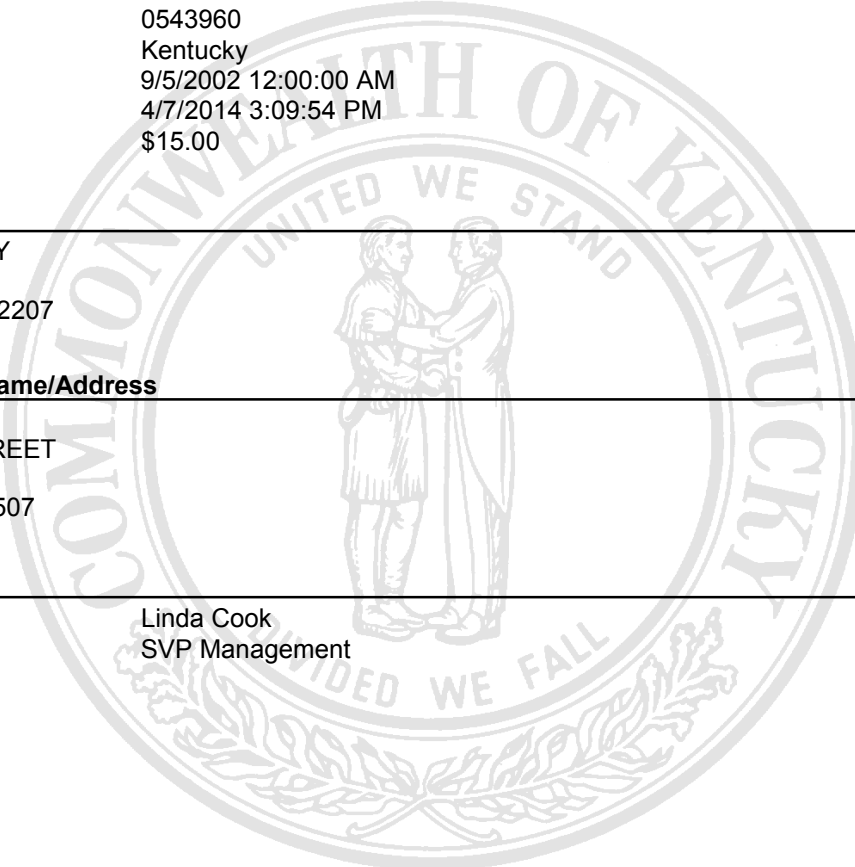 0543960
Kentucky
9/5/2002 12:00:00 AM
4/7/2014 3:09:54 PM
$15.00
COMMONWEALTH OF KENTUCKY
UNITED WE STAND
Y
2207
ame/Address
REET
507
Linda Cook
SVP Management
DIVIDED WE FALL